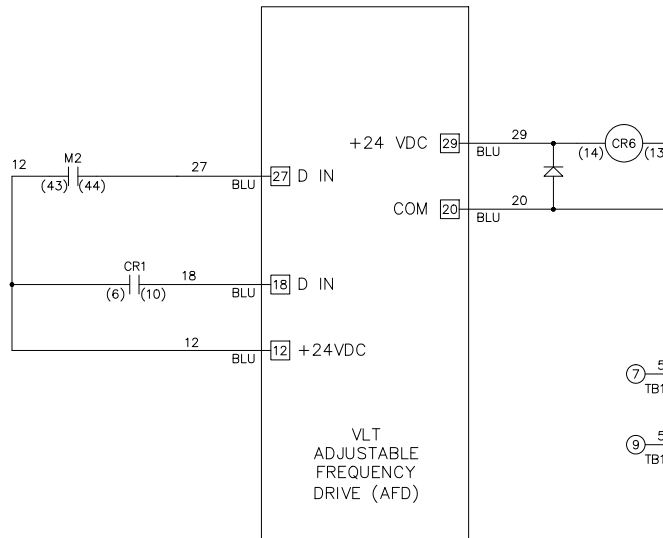 12
M2
(43) (44)
27
BLU
27 D IN
+24 VDC 29
29
BLU
(14) CR6 (13
COM 20
20
BLU
CR1
(6) (10)
18
BLU
18 D IN
12
BLU
12 +24VDC
7
5
TB1
9
5
TB1
VLT
ADJUSTABLE
FREQUENCY
DRIVE (AFD)